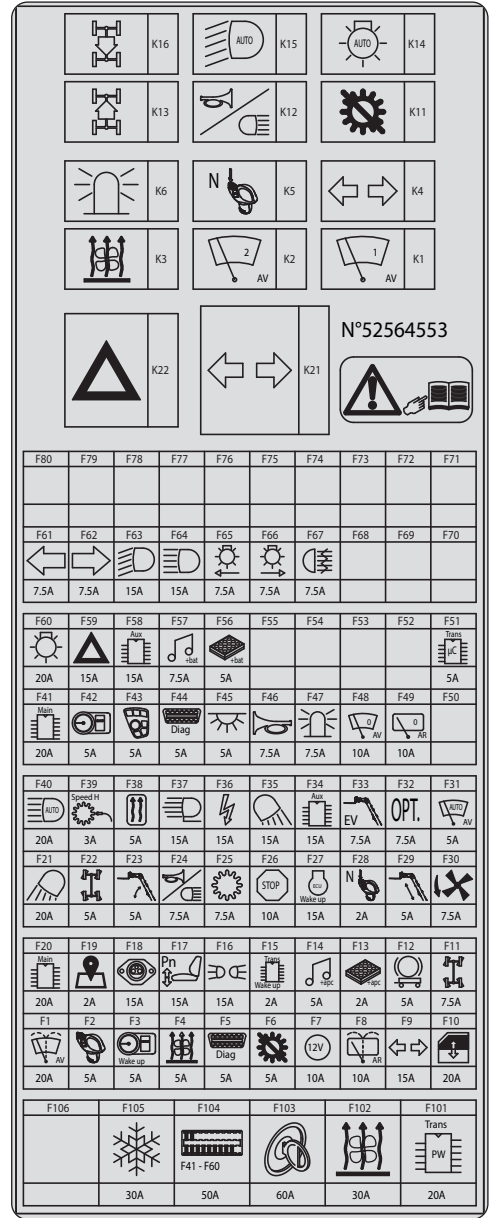 K16 AUTO K15 AUTO K14
K13 K12 K11
K6 N K5 K4
K3 2 AV K2 1 AV K1
N°52564553
K22 K21
F80 F79 F78 F77 F76 F75 F74 F73 F72 F71
F61 F62 F63 F64 F65 F66 F67 F68 F69 F70
7.5A 7.5A 15A 15A 7.5A 7.5A 7.5A
F60 F59 F58 F57 F56 F55 F54 F53 F52 F51
Aux +bat +bat Trans µC
20A 15A 15A 7.5A 5A 5A
F41 F42 F43 F44 F45 F46 F47 F48 F49 F50
Main Diag 0 AV 0 AR
20A 5A 5A 5A 5A 7.5A 7.5A 10A 10A
F40 F39 F38 F37 F36 F35 F34 F33 F32 F31
AUTO Speed H Aux EV OPT. AUTO AV
20A 3A 5A 15A 15A 15A 15A 7.5A 7.5A 5A
F21 F22 F23 F24 F25 F26 F27 F28 F29 F30
STOP ECU Wake up N
20A 5A 5A 7.5A 7.5A 10A 15A 2A 5A 7.5A
F20 F19 F18 F17 F16 F15 F14 F13 F12 F11
Main Pn Trans Wake up +apc +apc
20A 2A 15A 15A 15A 2A 5A 2A 5A 7.5A
F1 F2 F3 F4 F5 F6 F7 F8 F9 F10
AV Wake up Diag 12V AR
20A 5A 5A 5A 5A 5A 10A 10A 15A 20A
F106 F105 F104 F103 F102 F101
F41 - F60 Trans PW
30A 50A 60A 30A 20A